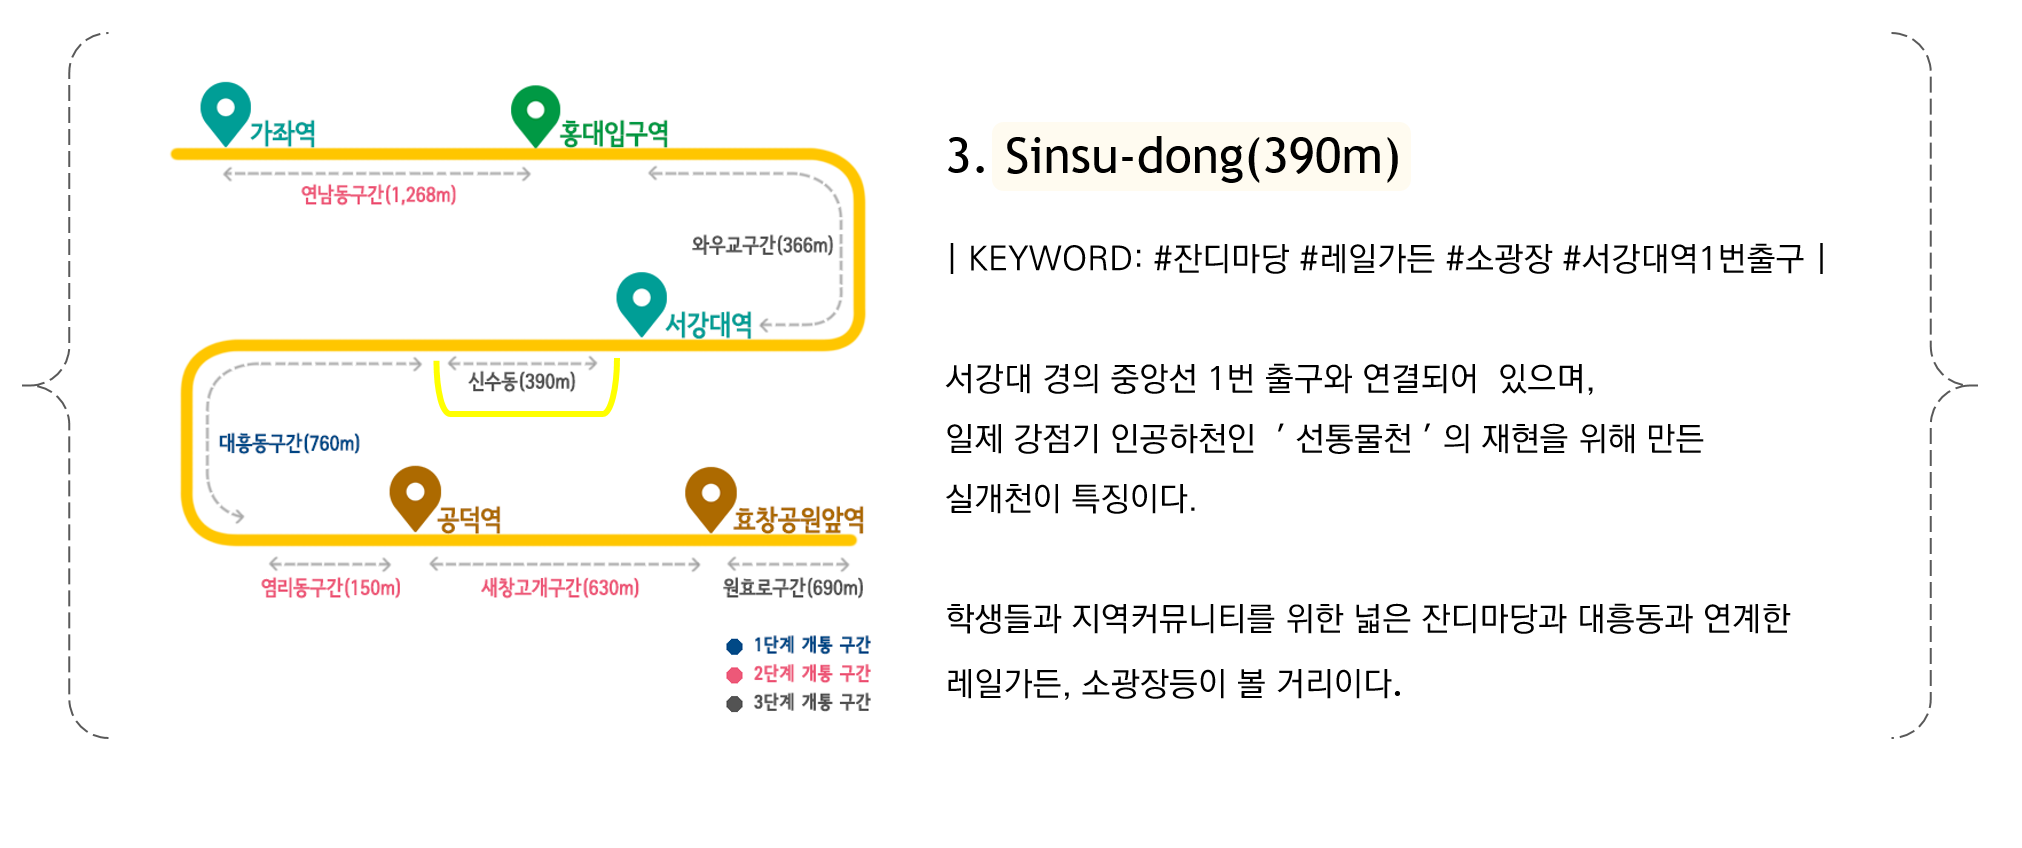 가좌역
홍대입구역
연남동구간(1,268m)
와우교구간(366m)
서강대역
신수동(390m)
대흥동구간(760m)
공덕역
효창공원앞역
염리동구간(150m)
새창고개구간(630m)
원효로구간(690m)
1단계 개통 구간
2단계 개통 구간
3단계 개통 구간
3. Sinsu-dong(390m)
| KEYWORD: #잔디마당 #레일가든 #소광장 #서강대역1번출구 |
서강대 경의 중앙선 1번 출구와 연결되어  있으며,
일제 강점기 인공하천인 ′ 선통물천 ′ 의 재현을 위해 만든
실개천이 특징이다.
학생들과 지역커뮤니티를 위한 넓은 잔디마당과 대흥동과 연계한
레일가든, 소광장등이 볼 거리이다.